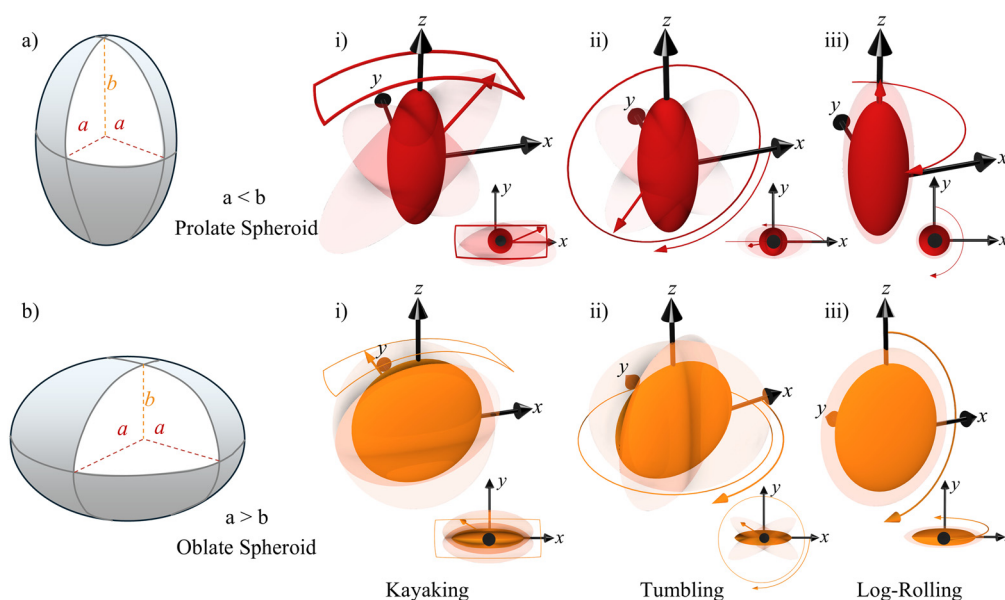 a)
b
a a
a < b
Prolate Spheroid
i)
z
y
x
y
x
ii)
z
y
x
y
x
iii)
z
y
x
y
x
b)
b
a a
a > b
Oblate Spheroid
i)
z
y
x
y
x
Kayaking
ii)
z
y
x
y
x
Tumbling
iii)
z
y
x
y
Log-Rolling